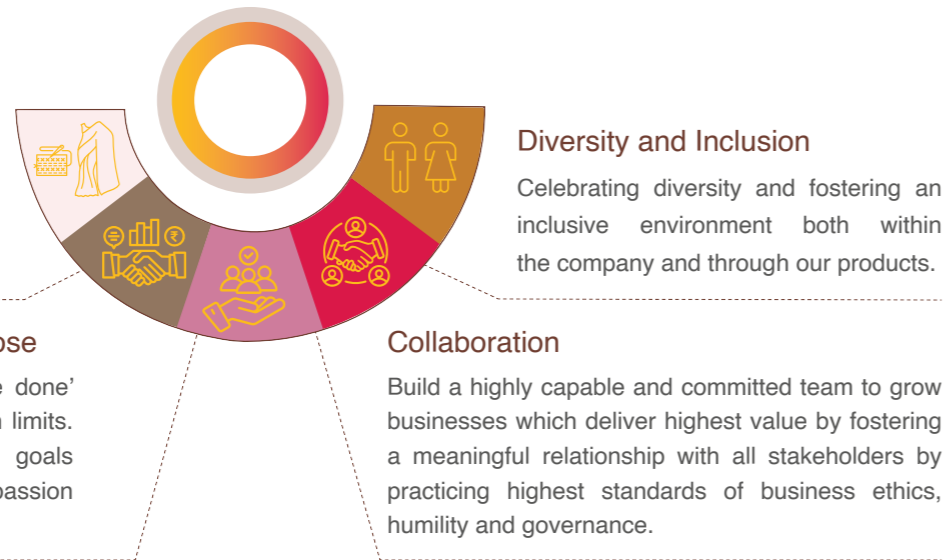 Diversity and Inclusion
Celebrating diversity and fostering an
inclusive environment both within
the company and through our products.
ose
e done’
limits.
goals
passion
Collaboration
Build a highly capable and committed team to grow
businesses which deliver highest value by fostering
a meaningful relationship with all stakeholders by
practicing highest standards of business ethics,
humility and governance.